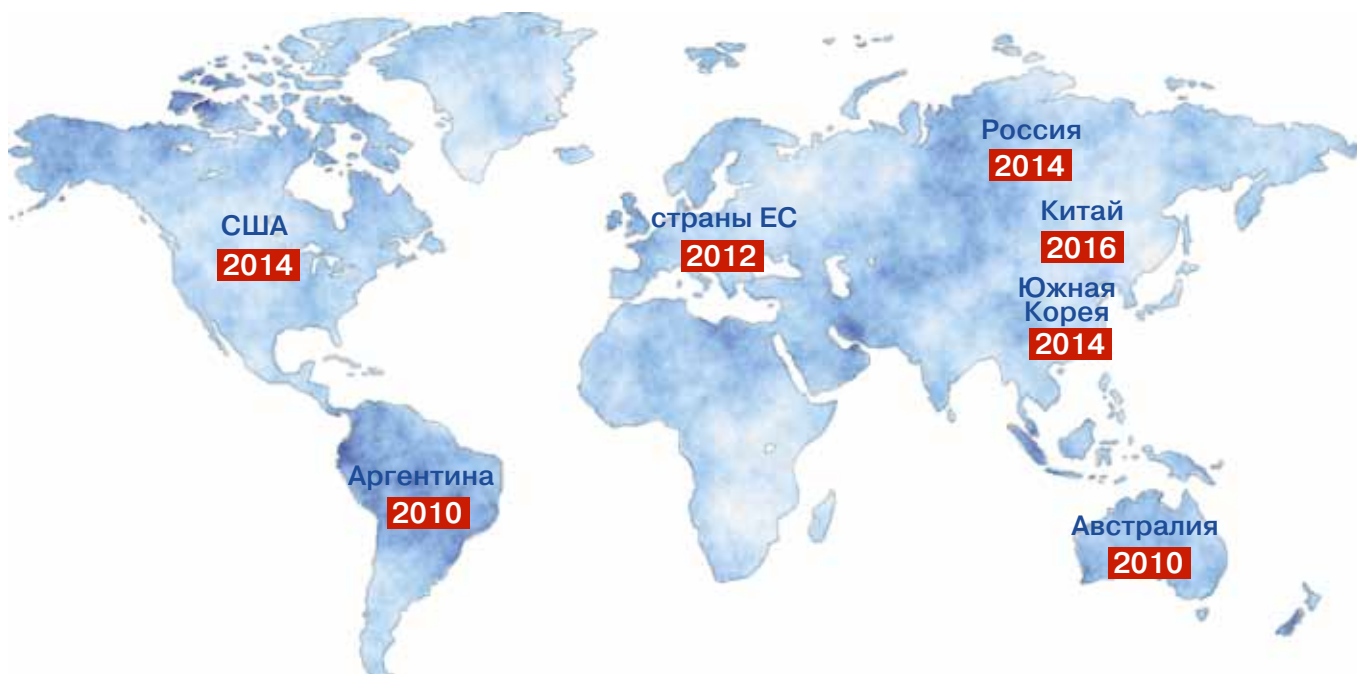 Россия
2014
США
2014
страны ЕС
2012
Китай
2016
Южная
Корея
2014
Аргентина
2010
Австралия
2010